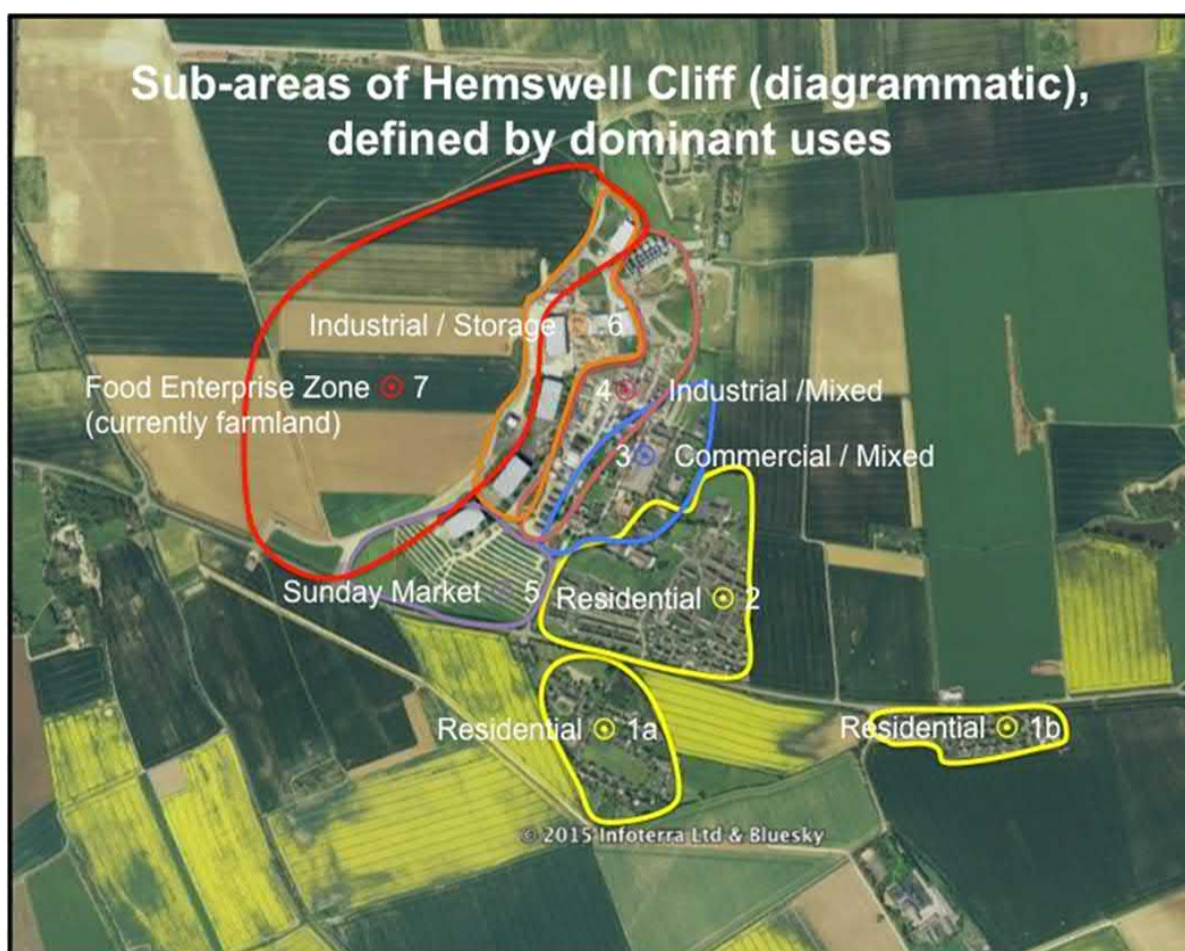 Sub-areas of Hemswell Cliff (diagrammatic),
defined by dominant uses
Industrial / Storage 6
Food Enterprise Zone 7
(currently farmland)
4 Industrial /Mixed
3 Commercial / Mixed
Sunday Market 5
Residential 2
Residential 1a
Residential 1b
© 2015 Infoterra Ltd & Bluesky